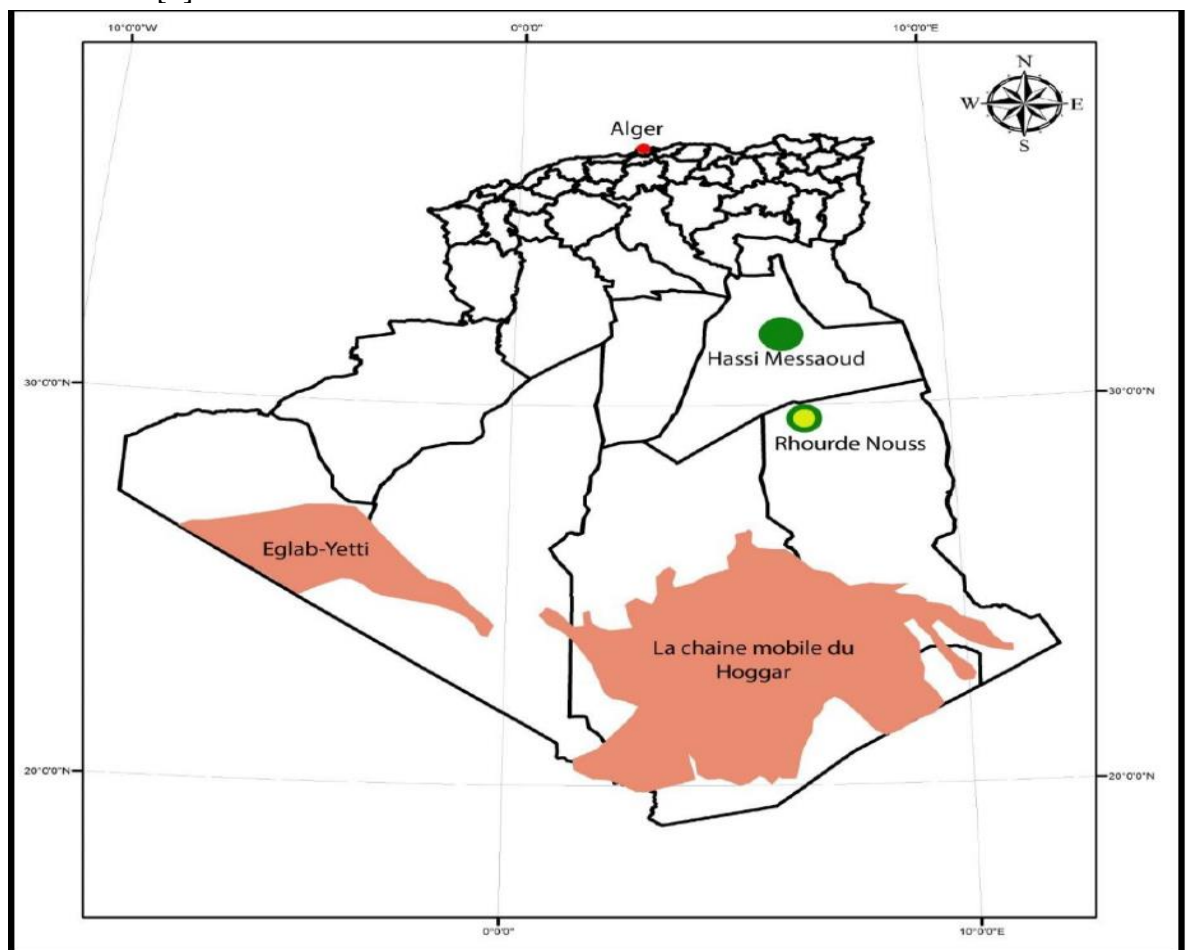 10°0'0"W
0°0'0"
10°0'0"E
N
W
E
S
Alger
Hassi Messaoud
30°0'0"N
30°0'0"N
Rhourde Nouss
Eglab-Yetti
La chaine mobile du
Hoggar
20°0'0"N
20°0'0"N
0°0'0"
10°0'0"E